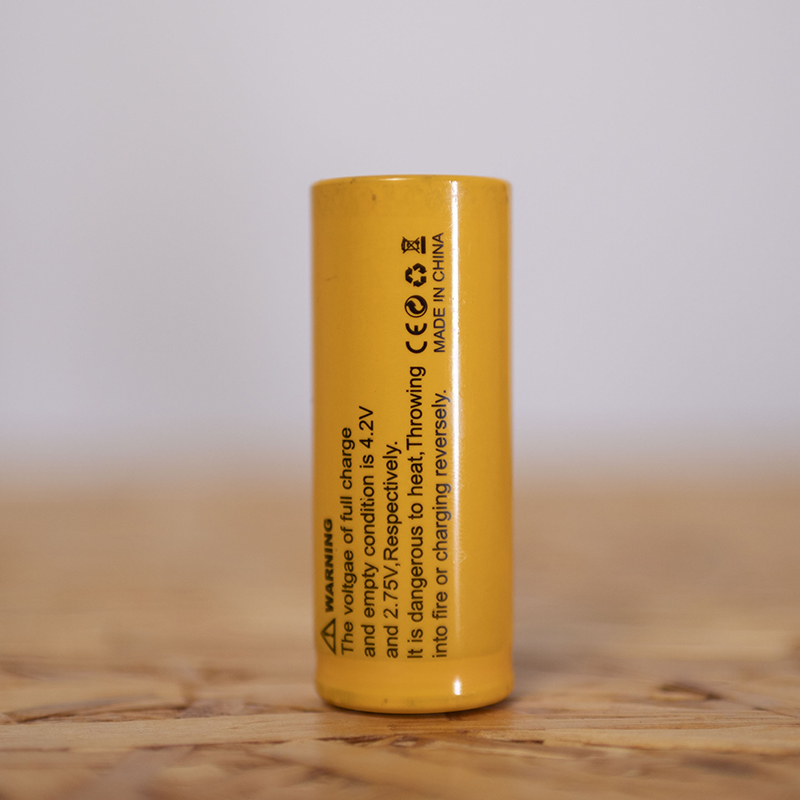 WARNING
The voltgae of full charge
and empty condition is 4.2V
and 2.75V,Respectively.
It is dangerous to heat,Throwing
into fire or charging reversely.
CE
MADE IN CHINA